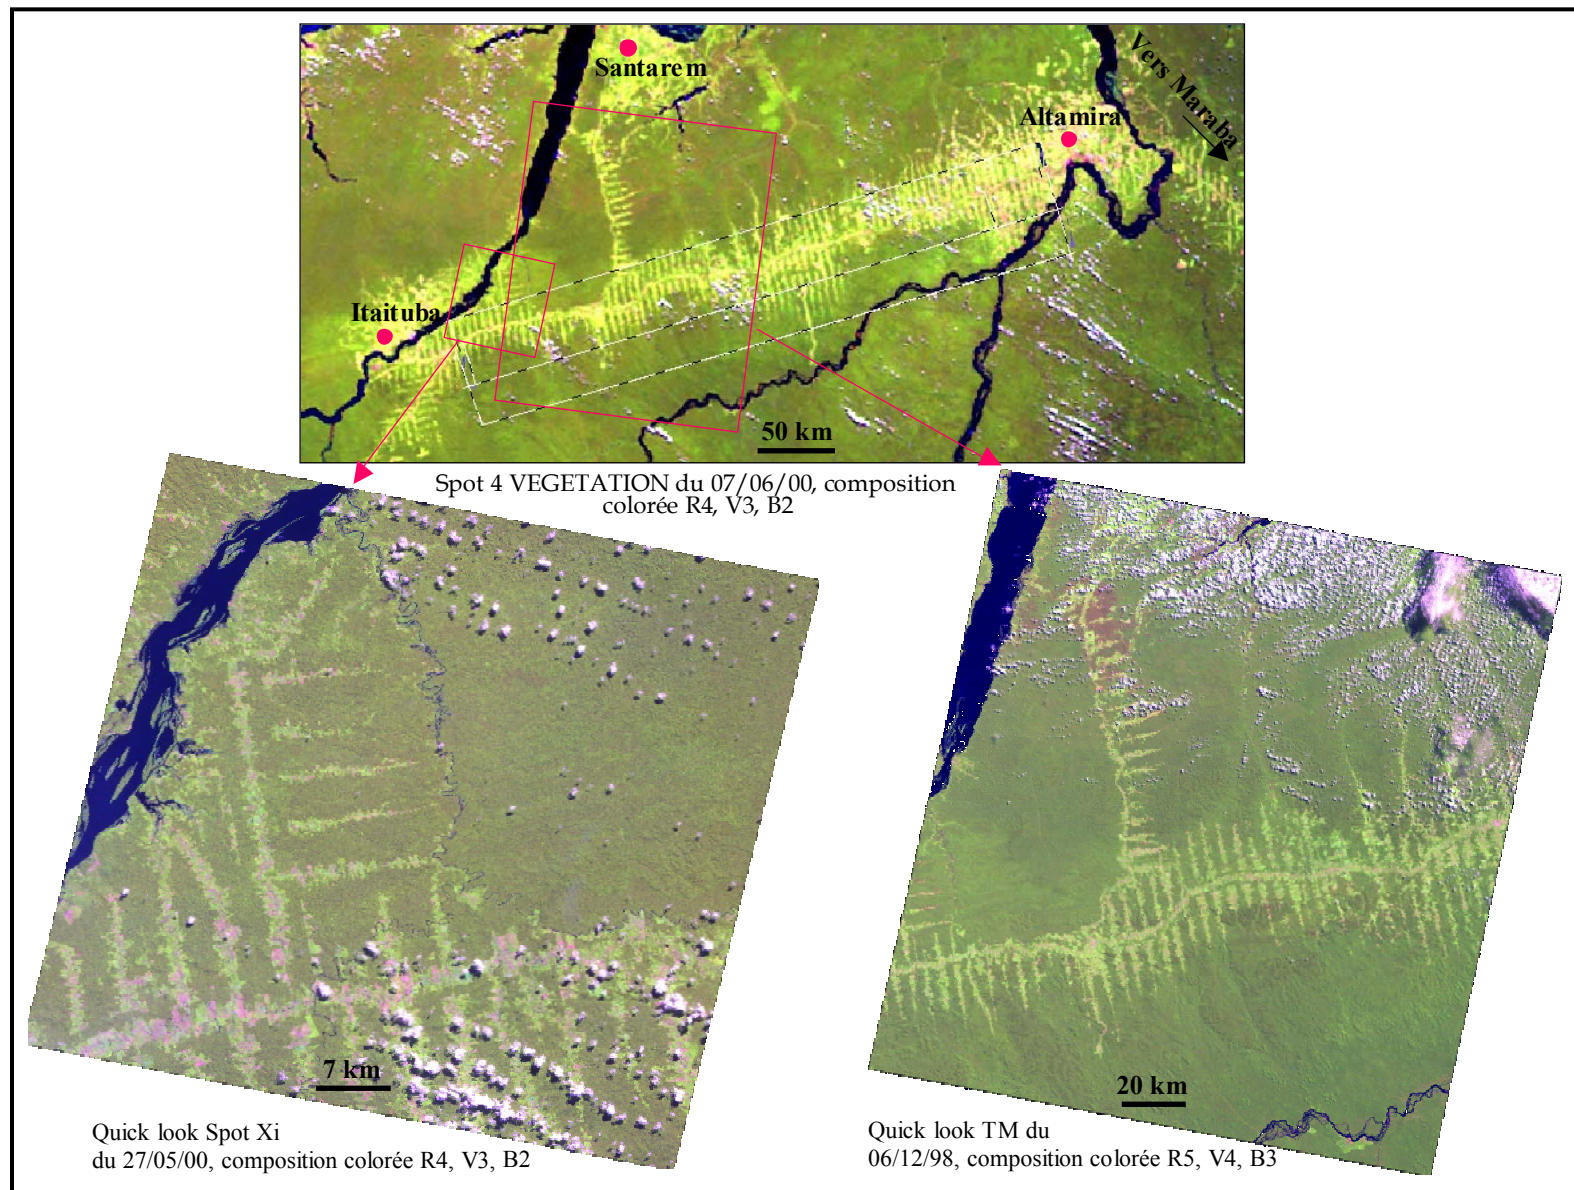 Santarem
Vers Maraba
Altamira
Itaituba
50 km
Spot 4 VEGETATION du 07/06/00, composition
colorée R4, V3, B2
7 km
20 km
Quick look Spot Xi
du 27/05/00, composition colorée R4, V3, B2
Quick look TM du
06/12/98, composition colorée R5, V4, B3